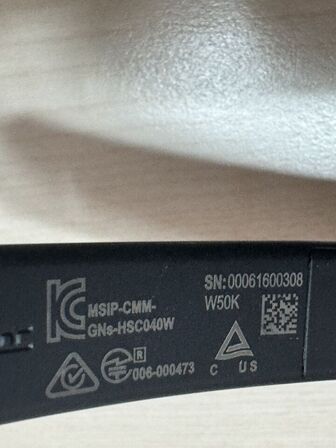 MSIP-CMM-
GNs-HSC040W
SN:00061600308
W50K
R
006-000473
C US